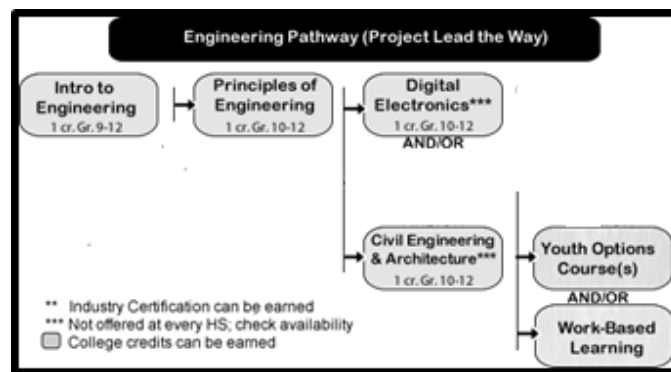 Engineering Pathway (Project Lead the Way)
Intro to
Engineering
1 cr. Gr. 9-12
Principles of
Engineering
1 cr. Gr. 10-12
Digital
Electronics***
1 cr. Gr. 10-12
AND/OR
Civil Engineering
& Architecture***
1 cr. Gr. 10-12
Youth Options
Course(s)
AND/OR
Work-Based
Learning
** Industry Certification can be earned
*** Not offered at every HS; check availability
College credits can be earned